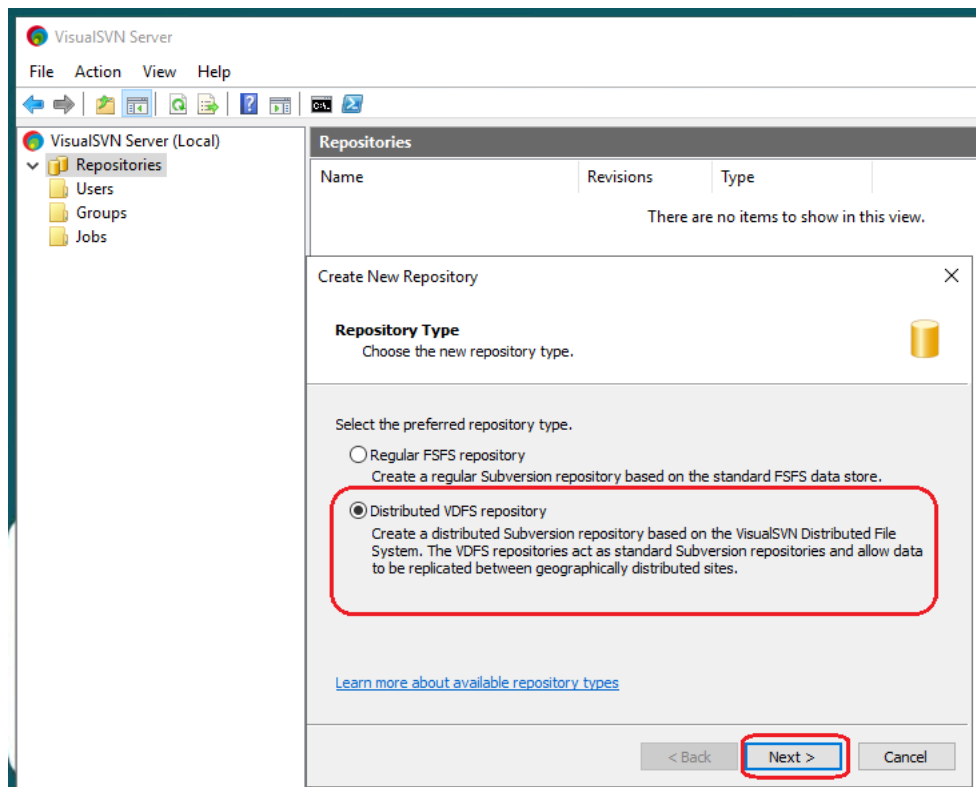 VisualSVN Server
File Action View Help
VisualSVN Server (Local)
Repositories
Users
Groups
Jobs
Repositories
Name Revisions Type
There are no items to show in this view.
Create New Repository
Repository Type
Choose the new repository type.
Select the preferred repository type.
Regular FSFS repository
Create a regular Subversion repository based on the standard FSFS data store.
Distributed VDFS repository
Create a distributed Subversion repository based on the VisualSVN Distributed File
System. The VDFS repositories act as standard Subversion repositories and allow data
to be replicated between geographically distributed sites.
Learn more about available repository types
< Back Next > Cancel